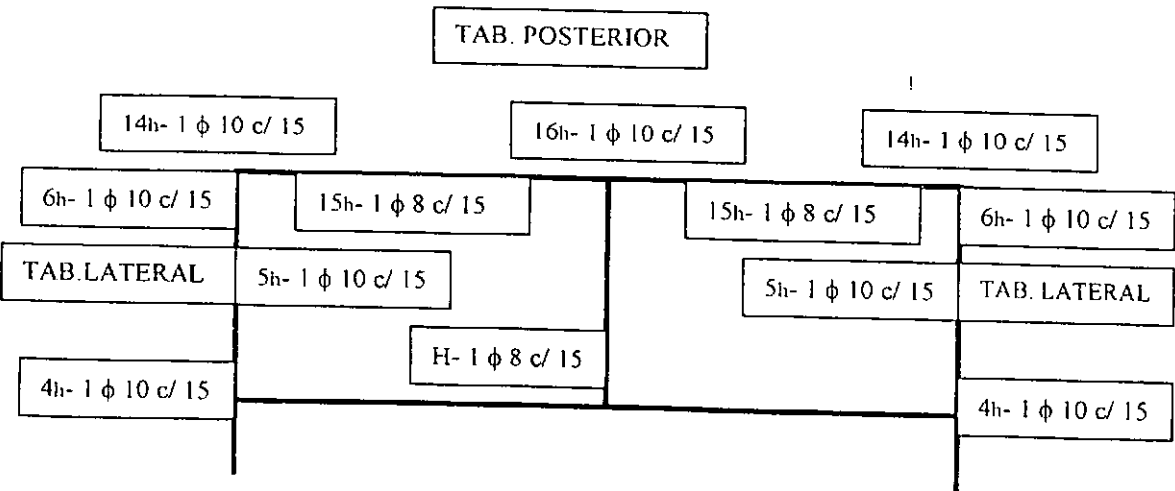 TAB. POSTERIOR
14h- 1 ϕ 10 c/ 15
16h- 1 ϕ 10 c/ 15
14h- 1 ϕ 10 c/ 15
6h- 1 ϕ 10 c/ 15
15h- 1 ϕ 8 c/ 15
15h- 1 ϕ 8 c/ 15
6h- 1 ϕ 10 c/ 15
TAB.LATERAL
5h- 1 ϕ 10 c/ 15
5h- 1 ϕ 10 c/ 15
TAB. LATERAL
H- 1 ϕ 8 c/ 15
4h- 1 ϕ 10 c/ 15
4h- 1 ϕ 10 c/ 15